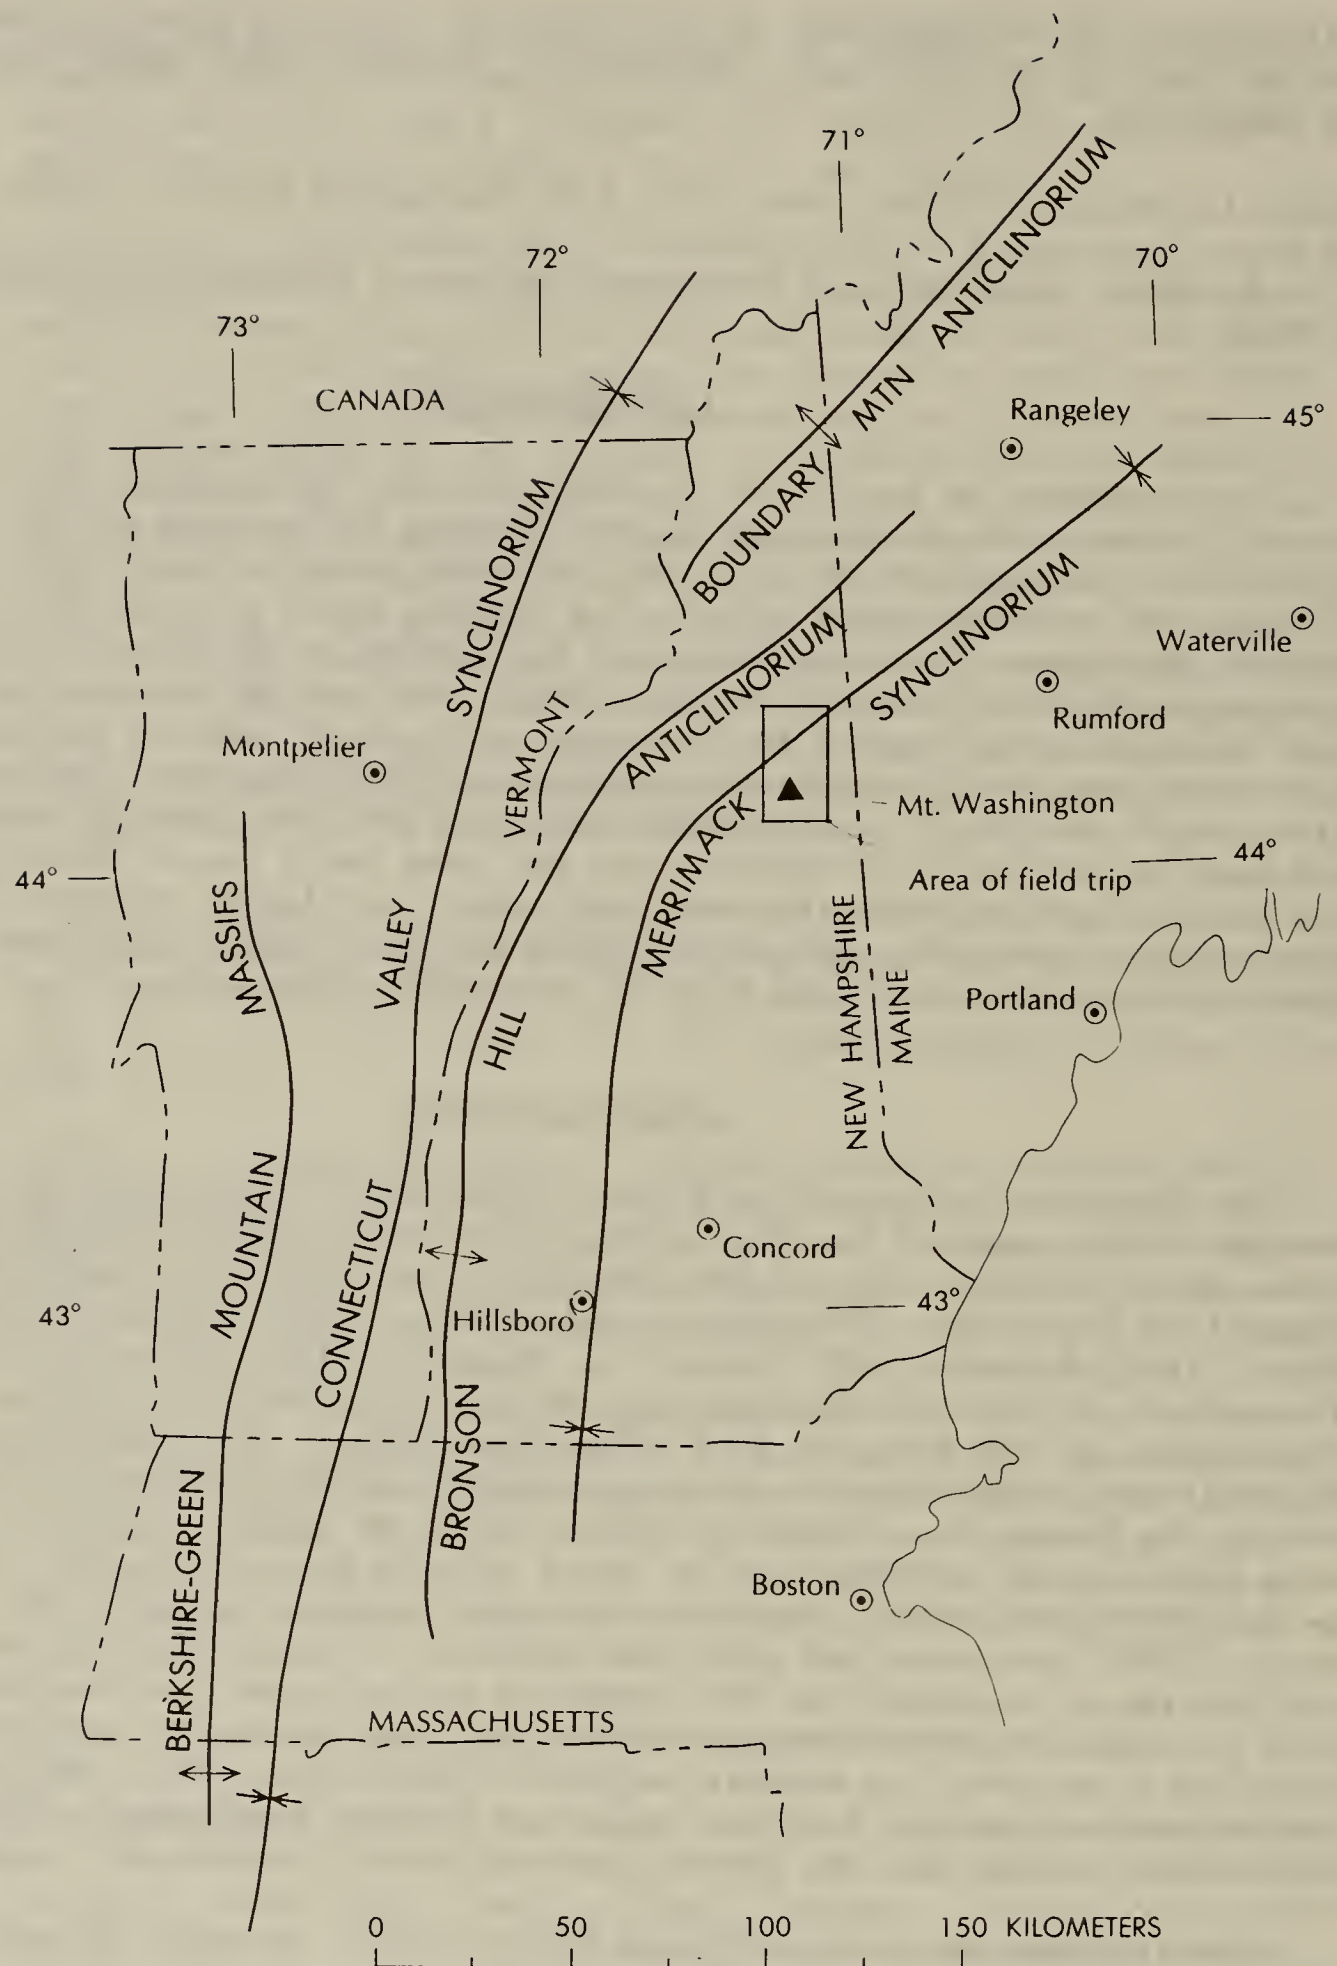 71°
72°
70°
73°
CANADA
Rangeley
45°
BOUNDARY MTN ANTICLINORIUM
Waterville
Rumford
Montpelier
VERMONT
Mt. Washington
44°
44°
Area of field trip
NEW HAMPSHIRE
MAINE
Portland
BERKSHIRE-GREEN MOUNTAIN MASSIFS
CONNECTICUT VALLEY SYNCLINORIUM
BRONSON HILL ANTICLINORIUM
MERRIMACK SYNCLINORIUM
Concord
43°
43°
Hillsboro
Boston
MASSACHUSETTS
0 50 100 150 KILOMETERS